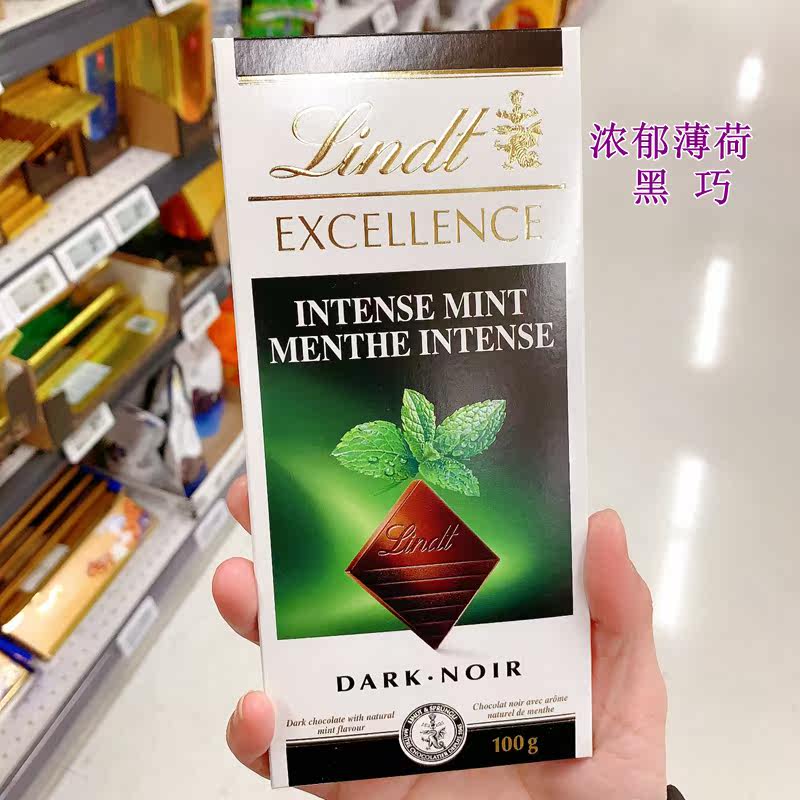 Lindt
EXCELLENCE
浓郁薄荷
黑 巧
INTENSE MINT
MENTHE INTENSE
Lindt
DARK·NOIR
Dark chocolate with natural
mint flavour
Chocolat noir avec arôme
naturel de menthe
100 g